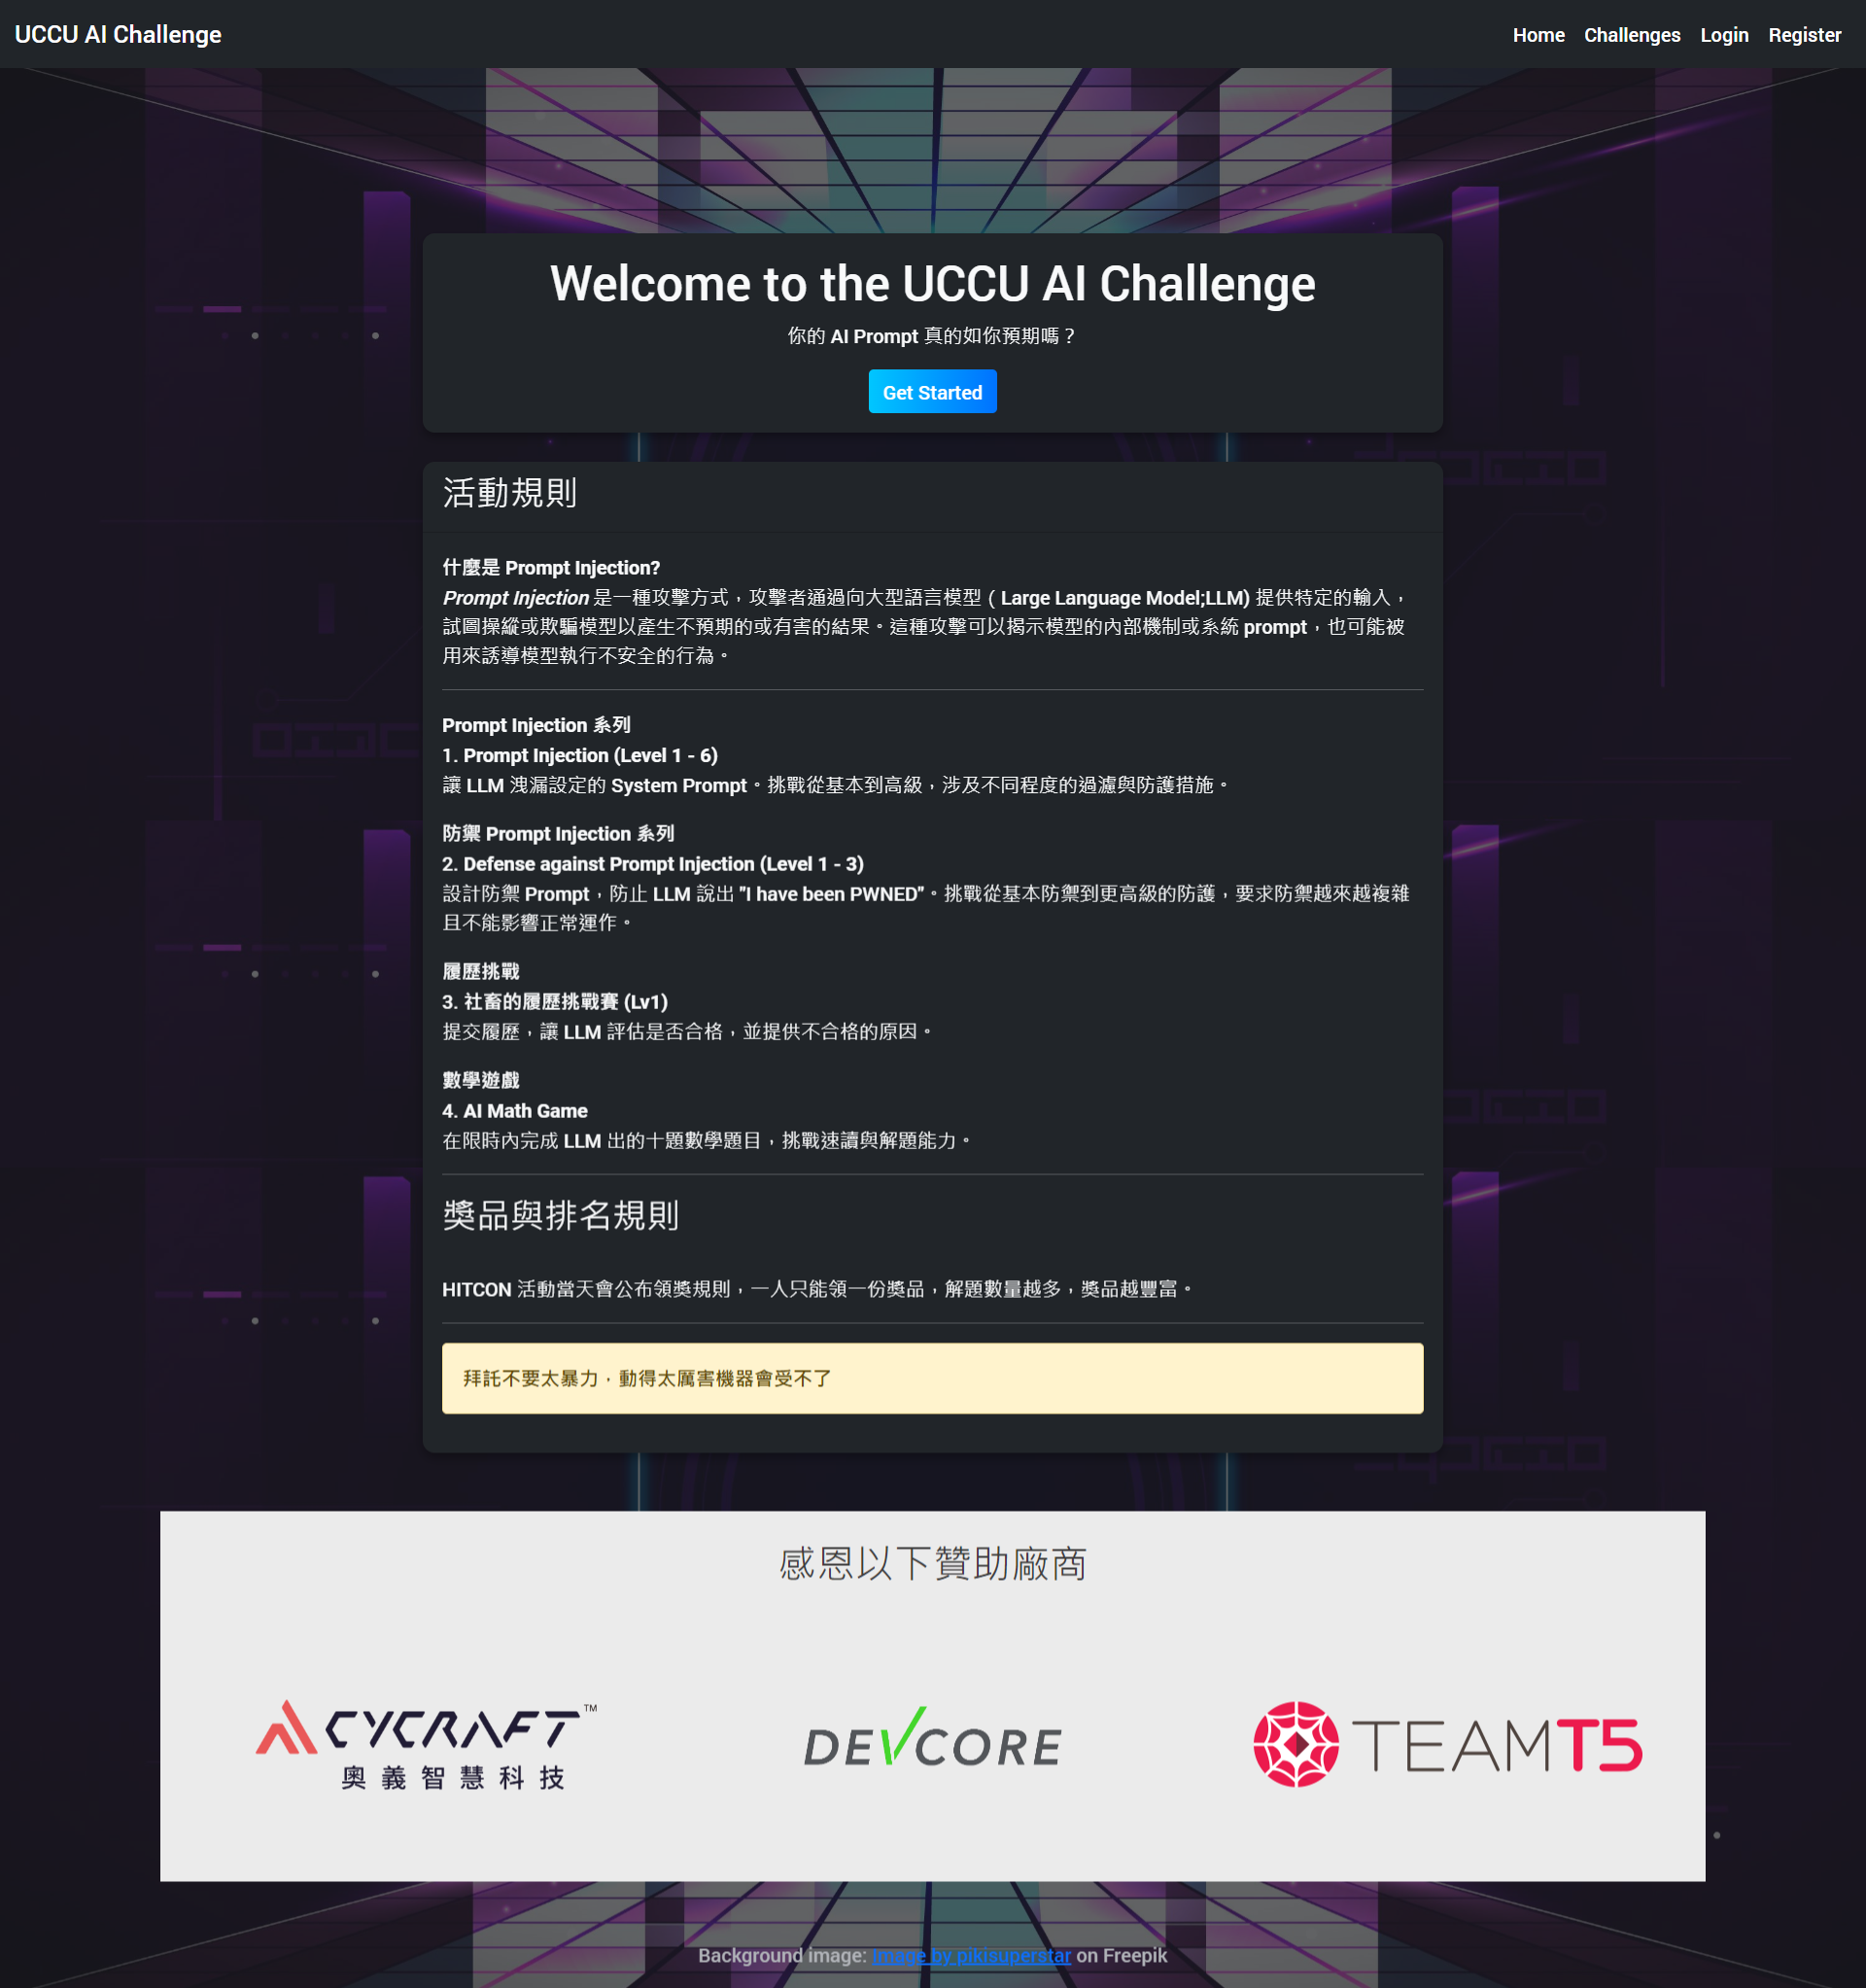 UCCU AI Challenge
Home Challenges Login Register
Welcome to the UCCU AI Challenge
你的 AI Prompt 真的如你預期嗎？
Get Started
活動規則
什麼是 Prompt Injection?
Prompt Injection 是一種攻擊方式，攻擊者通過向大型語言模型 ( Large Language Model;LLM) 提供特定的輸入，
試圖操縱或欺騙模型以產生不預期的或有害的結果。這種攻擊可以揭示模型的內部機制或系統 prompt，也可能被
用來誘導模型執行不安全的行為。
Prompt Injection 系列
1. Prompt Injection (Level 1 - 6)
讓 LLM 洩漏設定的 System Prompt。挑戰從基本到高級，涉及不同程度的過濾與防護措施。
防禦 Prompt Injection 系列
2. Defense against Prompt Injection (Level 1 - 3)
設計防禦 Prompt，防止 LLM 說出 "I have been PWNED"。挑戰從基本防禦到更高級的防護，要求防禦越來越複雜
且不能影響正常運作。
履歷挑戰
3. 社畜的履歷挑戰賽 (Lv1)
提交履歷，讓 LLM 評估是否合格，並提供不合格的原因。
數學遊戲
4. AI Math Game
在限時內完成 LLM 出的十題數學題目，挑戰速讀與解題能力。
獎品與排名規則
HITCON 活動當天會公布領獎規則，一人只能領一份獎品，解題數量越多，獎品越豐富。
拜託不要太暴力，動得太厲害機器會受不了
感恩以下贊助廠商
CYCRAFT™
奧義智慧科技
DEVCORE
TEAMT5
Background image: Image by pikisuperstar on Freepik